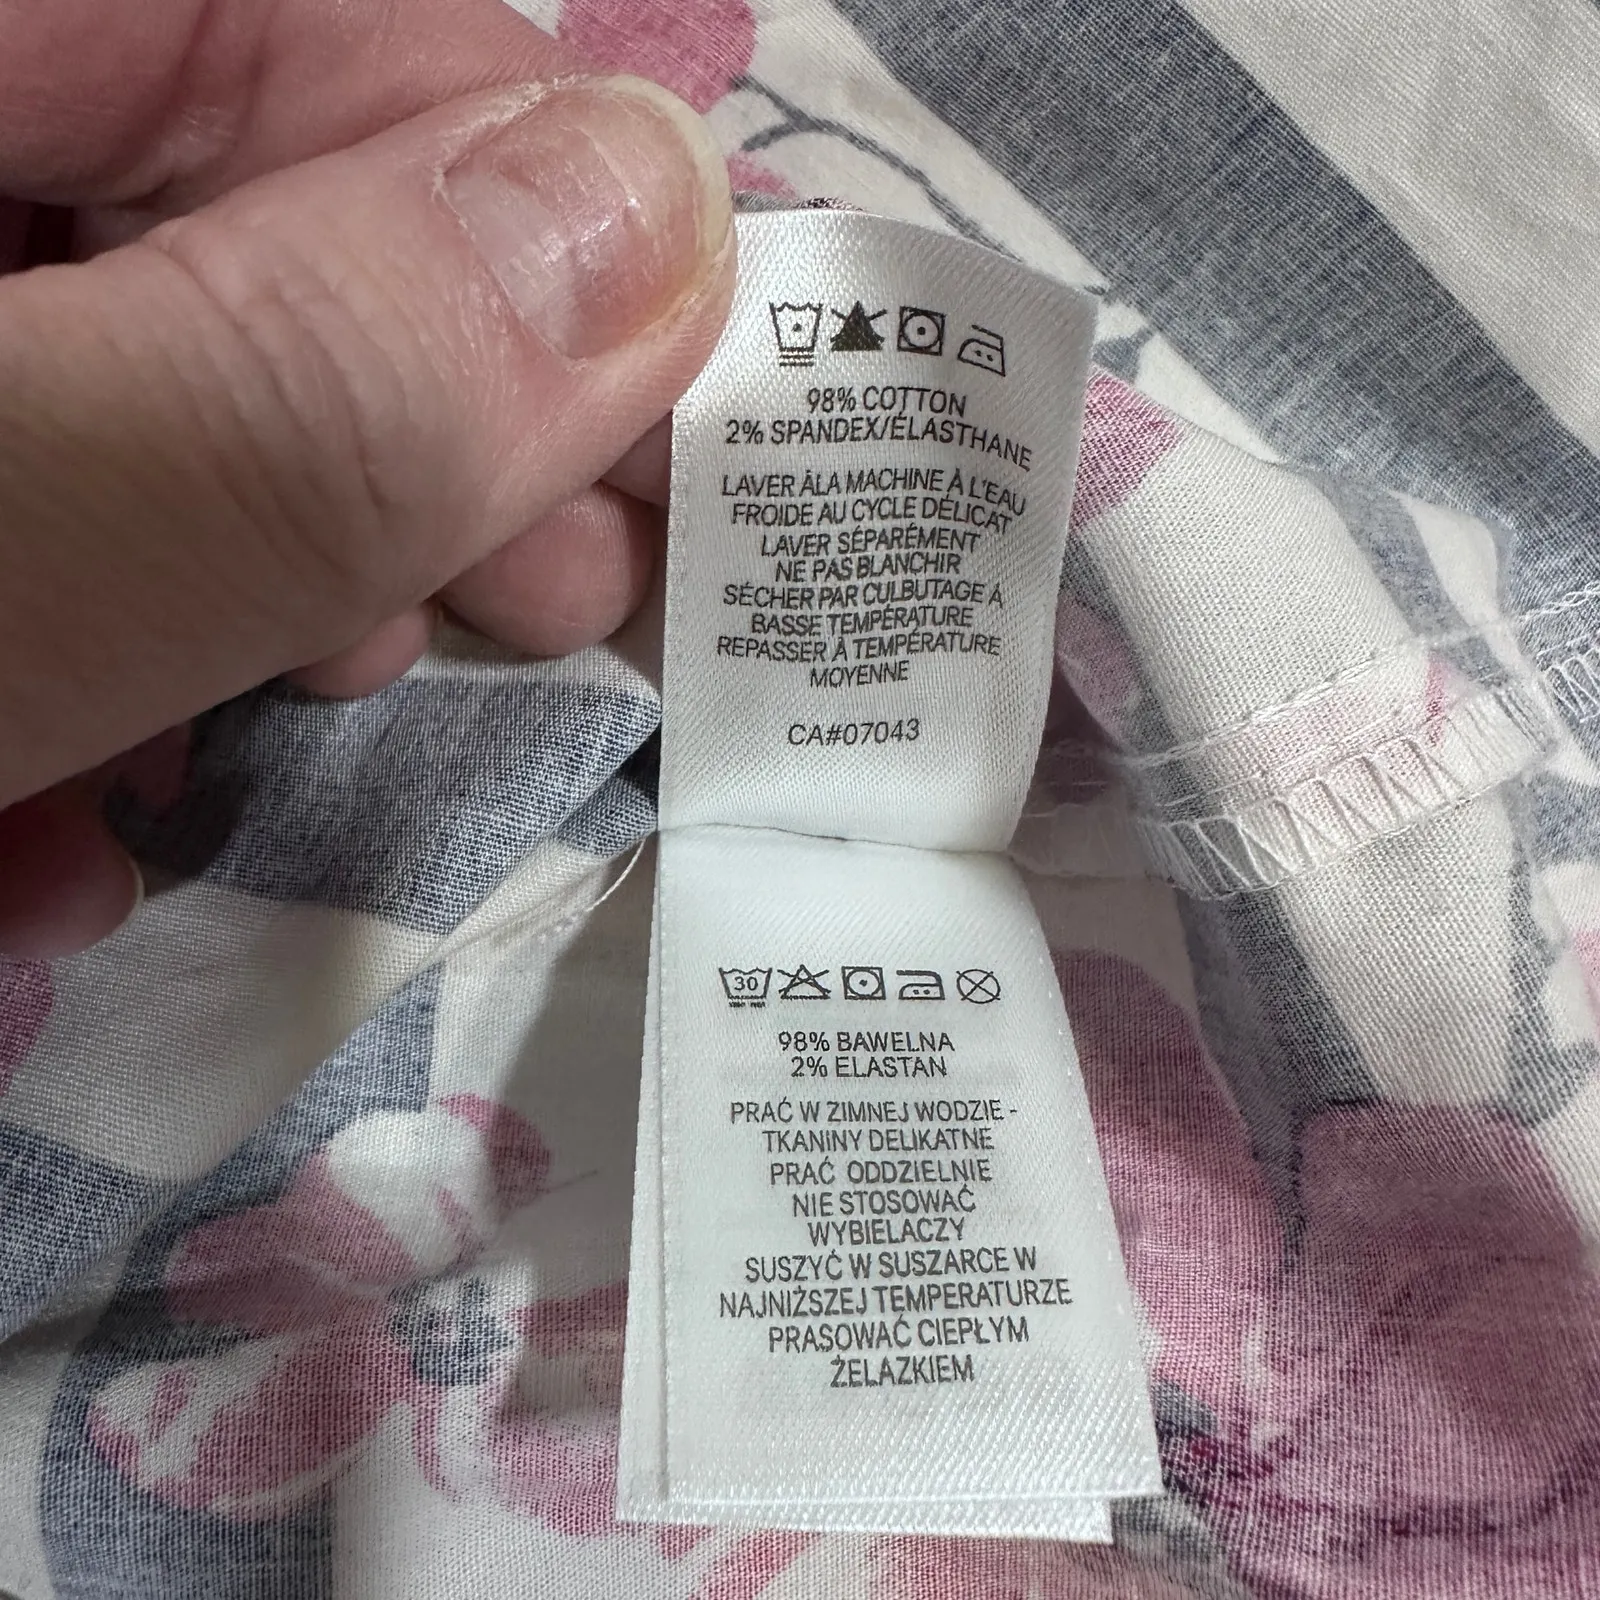 98% COTTON
2% SPANDEX/ÉLASTHANE
LAVER ÀLA MACHINE À L'EAU
FROIDE AU CYCLE DÉLICAT
LAVER SÉPARÉMENT
NE PAS BLANCHIR
SÉCHER PAR CULBUTAGE À
BASSE TEMPÉRATURE
REPASSER À TEMPÉRATURE
MOYENNE
CA#07043
30
98% BAWELNA
2% ELASTAN
PRAĆ W ZIMNEJ WODZIE -
TKANINY DELIKATNE
PRAĆ ODDZIELNIE
NIE STOSOWAĆ
WYBIELACZY
SUSZYĆ W SUSZARCE W
NAJNIŻSZEJ TEMPERATURZE
PRASOWAĆ CIEPŁYM
ŻELAZKIEM